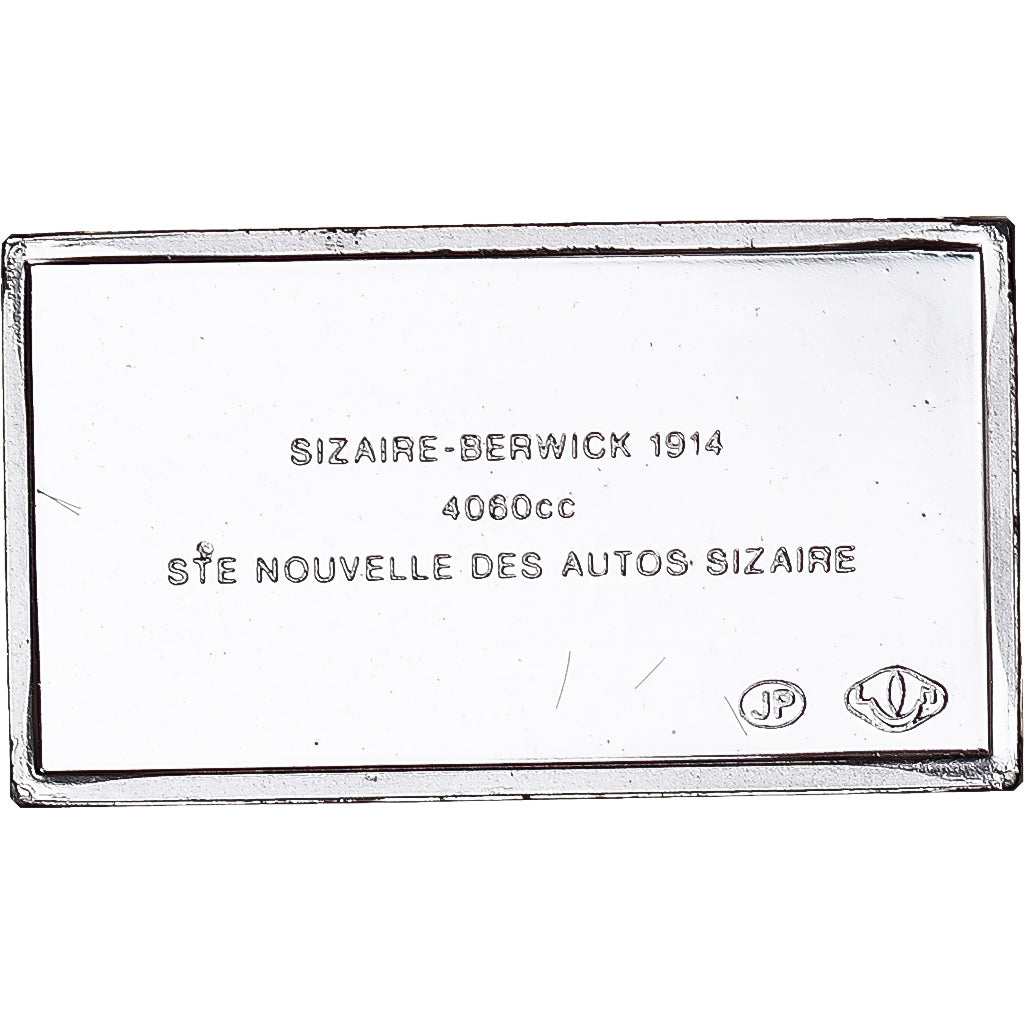 SIZAIRE-BERWICK 1914
4060cc
STE NOUVELLE DES AUTOS SIZAIRE
JP